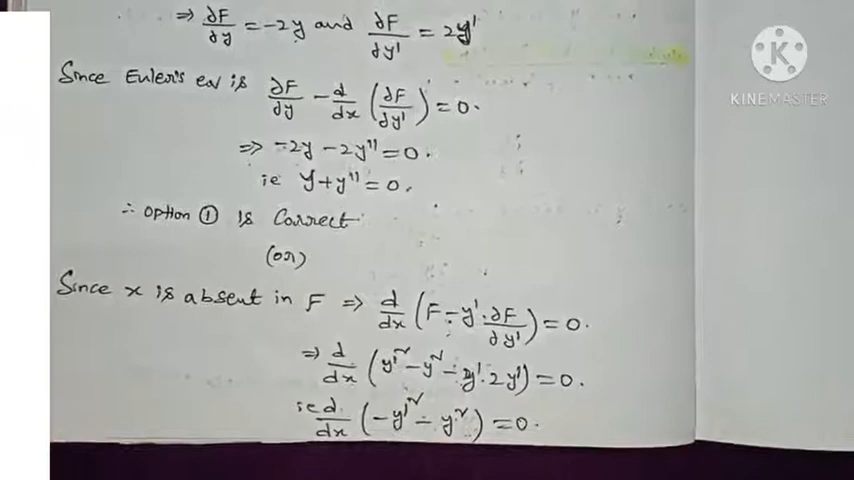 ⇒ ∂F/∂y = -2y and ∂F/∂y' = 2y'
Since Euler's en is ∂F/∂y - d/dx (∂F/∂y') = 0.
⇒ -2y - 2y'' = 0.
ie y + y'' = 0.
∴ option ① is Correct
(or)
Since x is absent in F ⇒ d/dx (F - y' · ∂F/∂y') = 0.
⇒ d/dx (y'² - y² - y' · 2y') = 0.
ie d/dx (-y'² - y²) = 0.
KINEMASTER
K